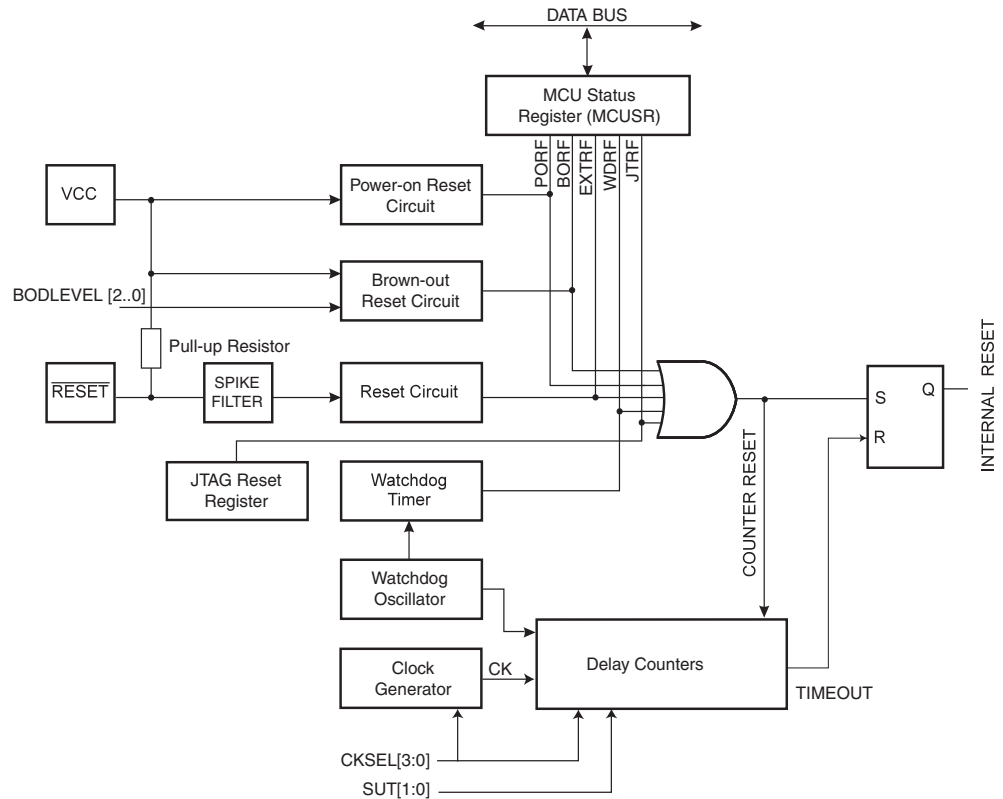 DATA BUS
MCU Status
Register (MCUSR)
PORF
BORF
EXTRF
WDRF
JTRF
VCC
Power-on Reset
Circuit
Brown-out
Reset Circuit
BODLEVEL [2..0]
Pull-up Resistor
RESET
SPIKE
FILTER
Reset Circuit
JTAG Reset
Register
Watchdog
Timer
Watchdog
Oscillator
Clock
Generator
CK
Delay Counters
COUNTER RESET
S
R
Q
INTERNAL RESET
TIMEOUT
CKSEL[3:0]
SUT[1:0]